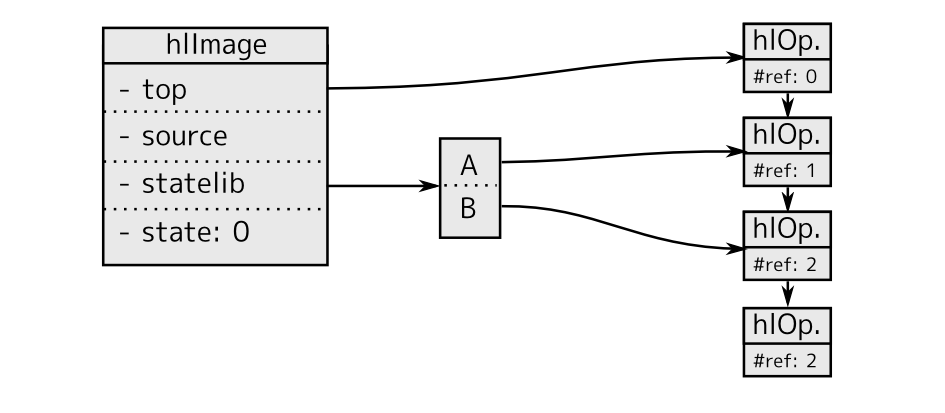 hlImage
- top
- source
- statelib
- state: 0
A
B
hlOp.
#ref: 0
hlOp.
#ref: 1
hlOp.
#ref: 2
hlOp.
#ref: 2